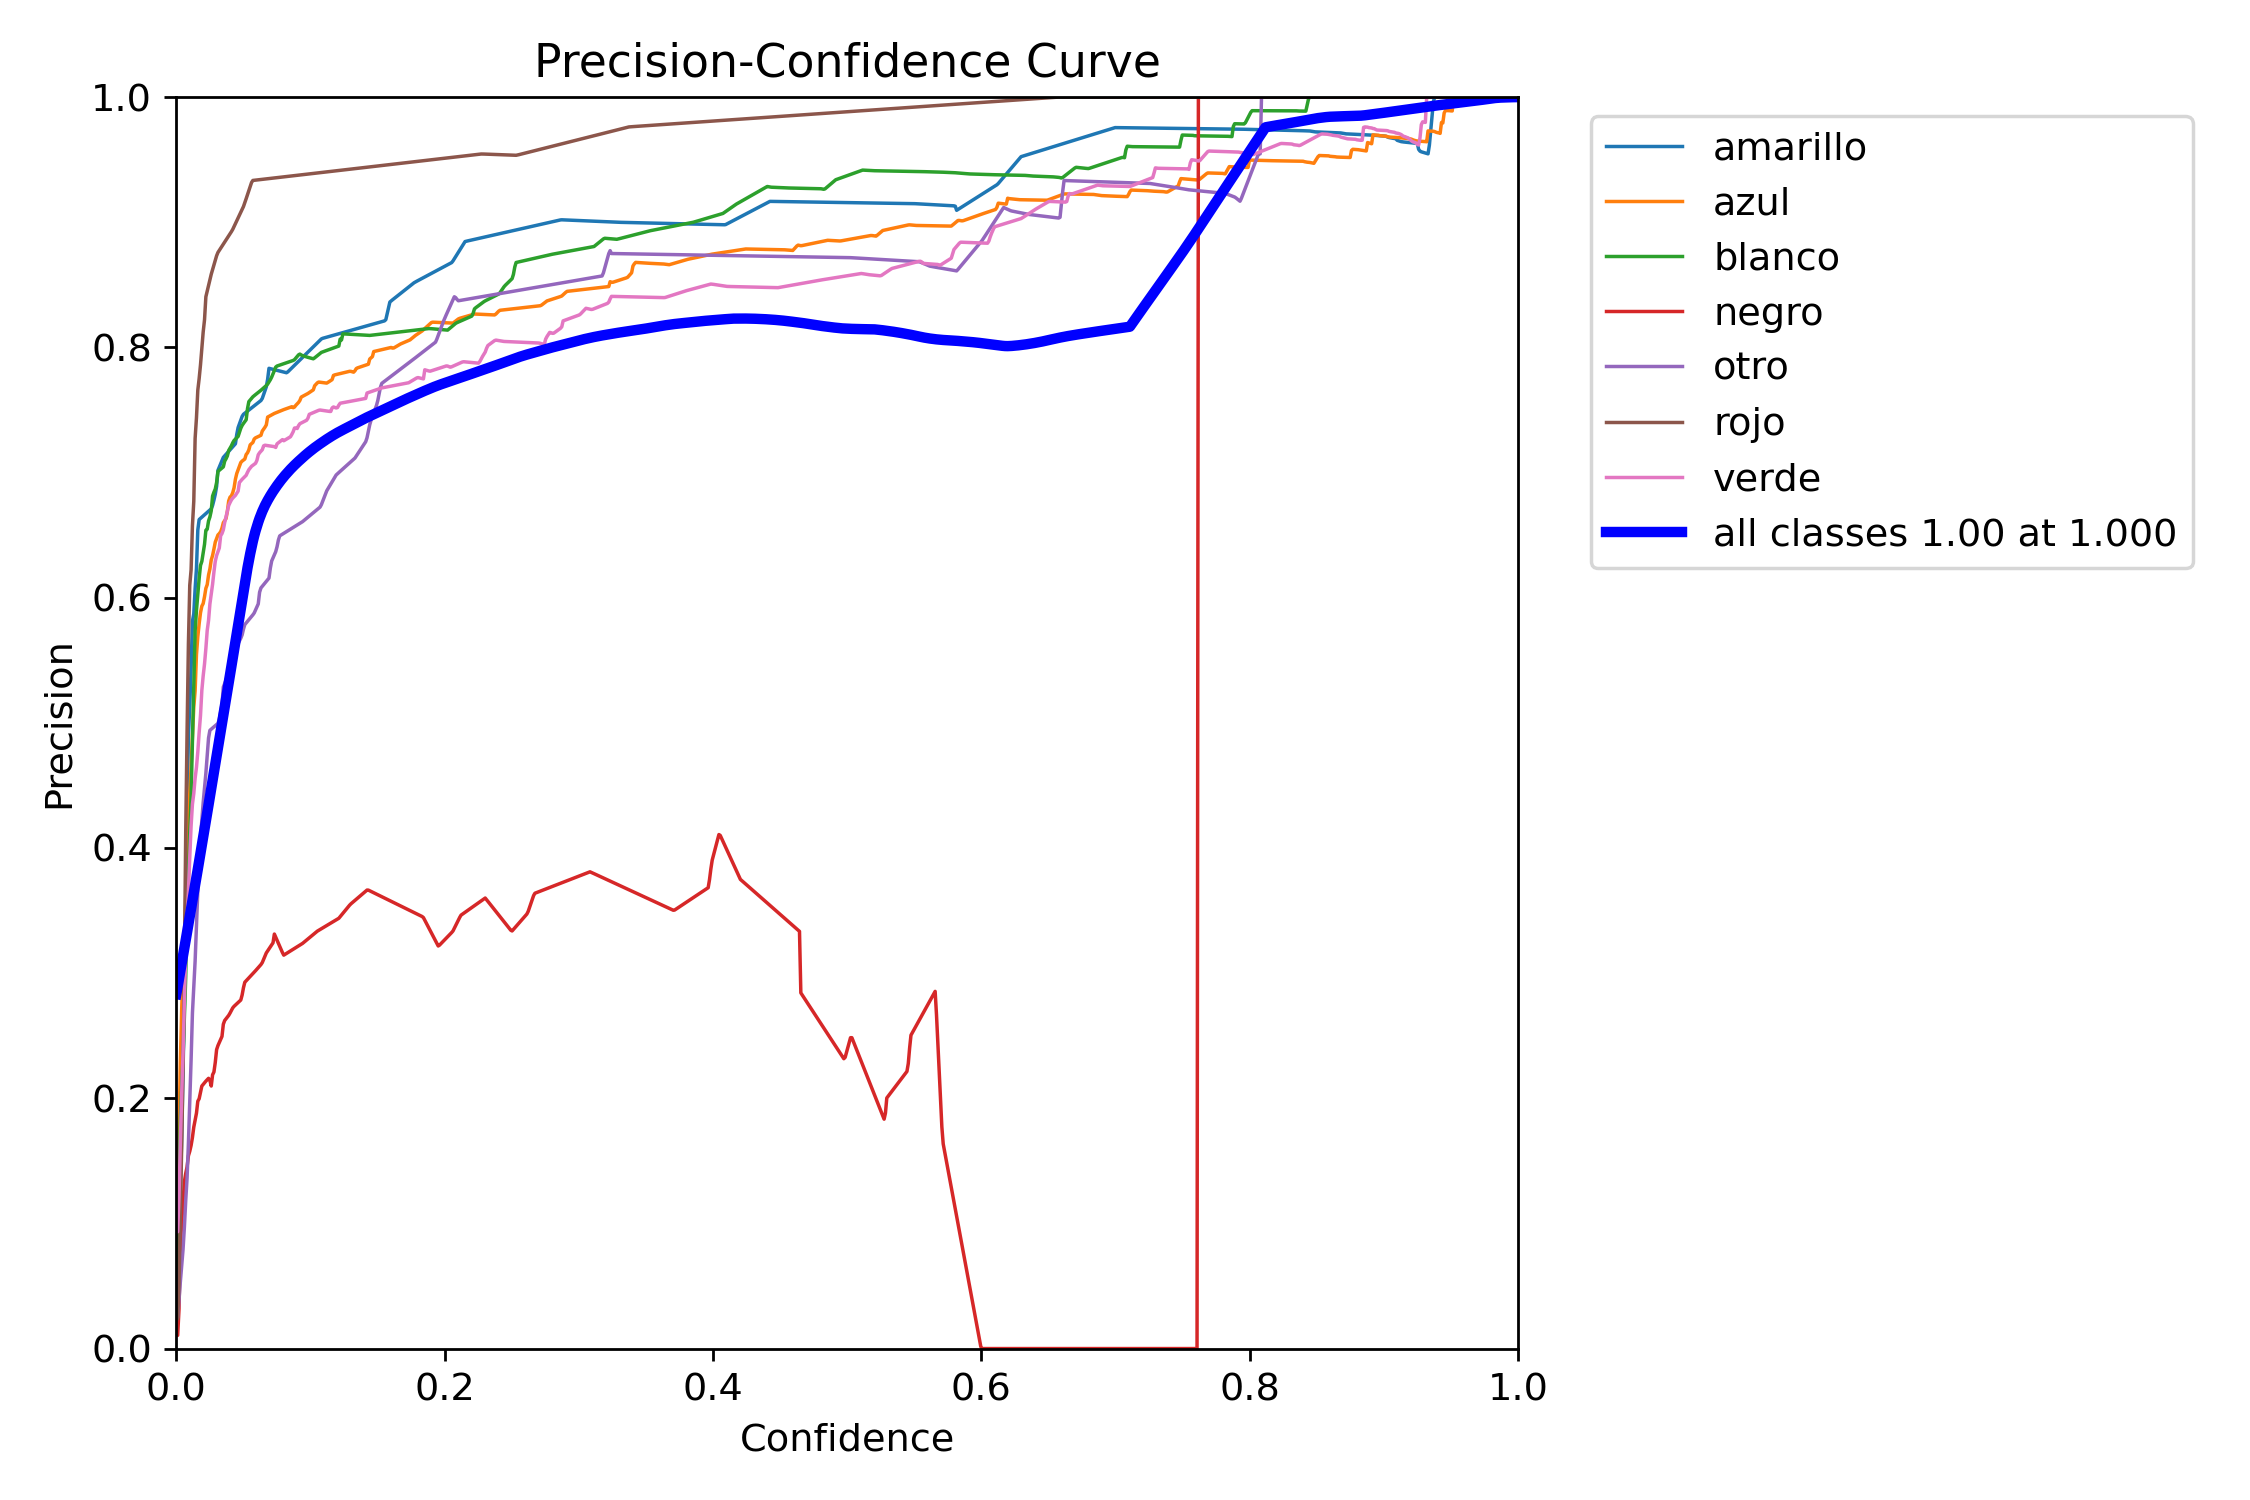 Precision-Confidence Curve
1.0
0.8
0.6
0.4
0.2
0.0
Precision
0.0 0.2 0.4 0.6 0.8 1.0
Confidence
amarillo
azul
blanco
negro
otro
rojo
verde
all classes 1.00 at 1.000